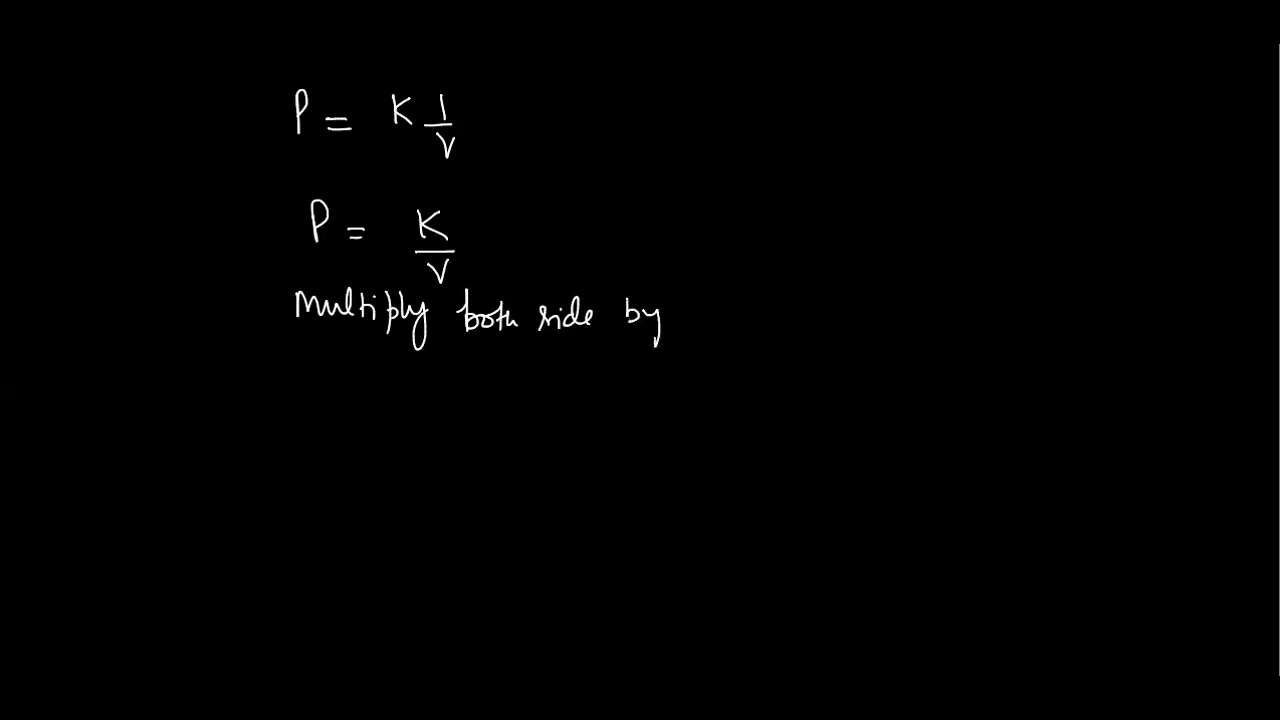 P = K 1/V
P = K/V
Multiply both side by